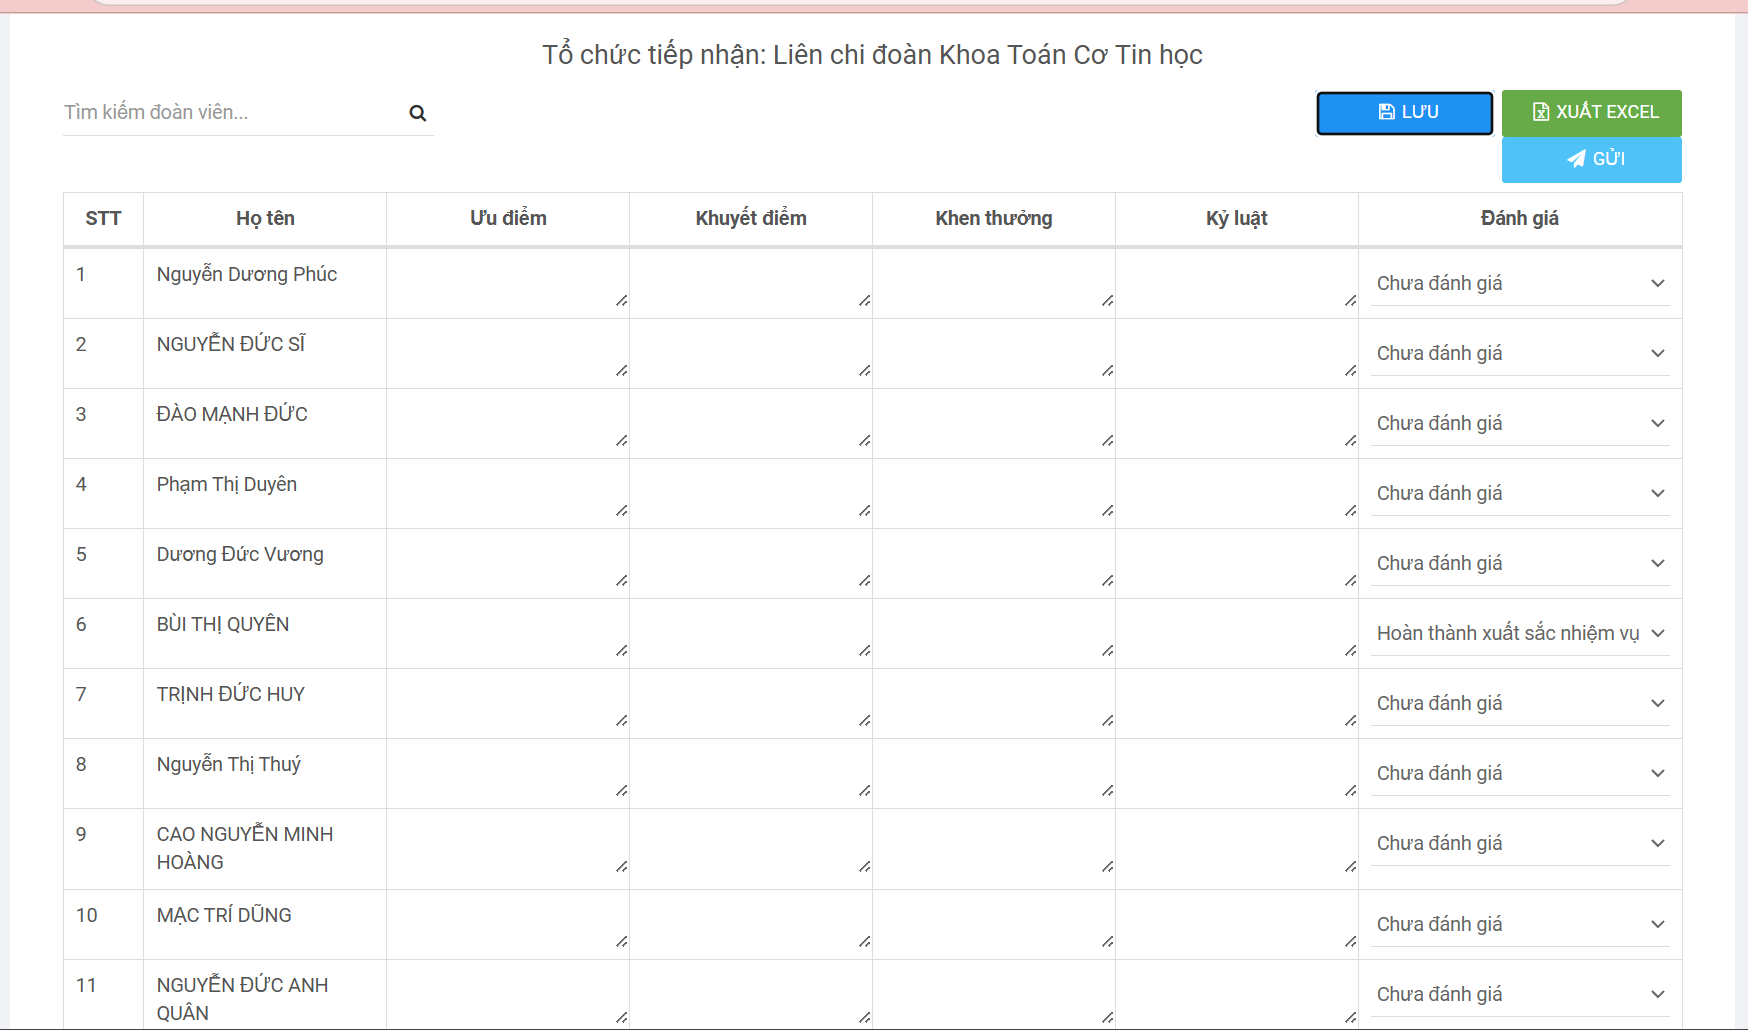 Tổ chức tiếp nhận: Liên chi đoàn Khoa Toán Cơ Tin học
Tìm kiếm đoàn viên...
LƯU
XUẤT EXCEL
GỬI
STT Họ tên Ưu điểm Khuyết điểm Khen thưởng Kỷ luật Đánh giá
1 Nguyễn Dương Phúc Chưa đánh giá
2 NGUYỄN ĐỨC SĨ Chưa đánh giá
3 ĐÀO MẠNH ĐỨC Chưa đánh giá
4 Phạm Thị Duyên Chưa đánh giá
5 Dương Đức Vương Chưa đánh giá
6 BÙI THỊ QUYÊN Hoàn thành xuất sắc nhiệm vụ
7 TRỊNH ĐỨC HUY Chưa đánh giá
8 Nguyễn Thị Thuý Chưa đánh giá
9 CAO NGUYỄN MINH Chưa đánh giá
HOÀNG
10 MẠC TRÍ DŨNG Chưa đánh giá
11 NGUYỄN ĐỨC ANH Chưa đánh giá
QUÂN